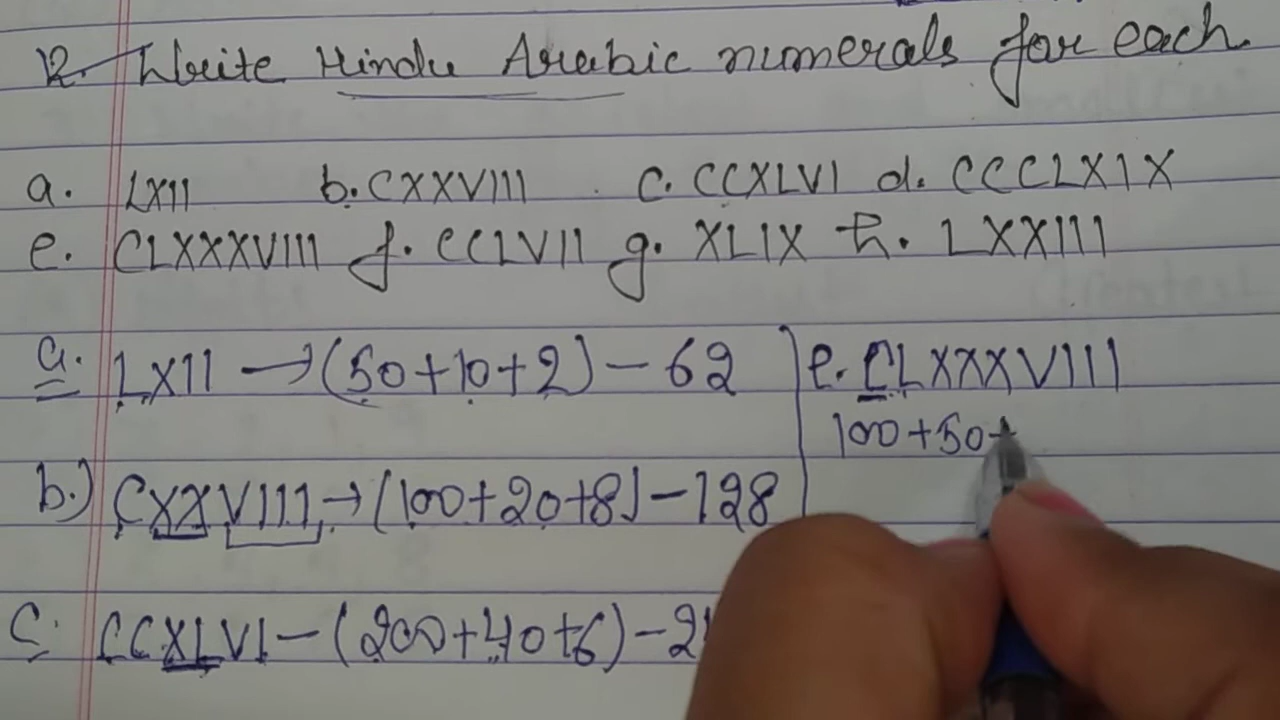 12. Write Hindu Arabic numerals for each.
a. LXII b. CXXVIII c. CCXLVI d. CCCLXIX
e. CLXXXVIII f. CCLVII g. XLIX h. LXXIII
a. LXII → (50+10+2) - 62
b.) CXXVIII → (100+20+8) - 128
c. CCXLVI - (200+40+6) - 2
e. CLXXXVIII
100+50+